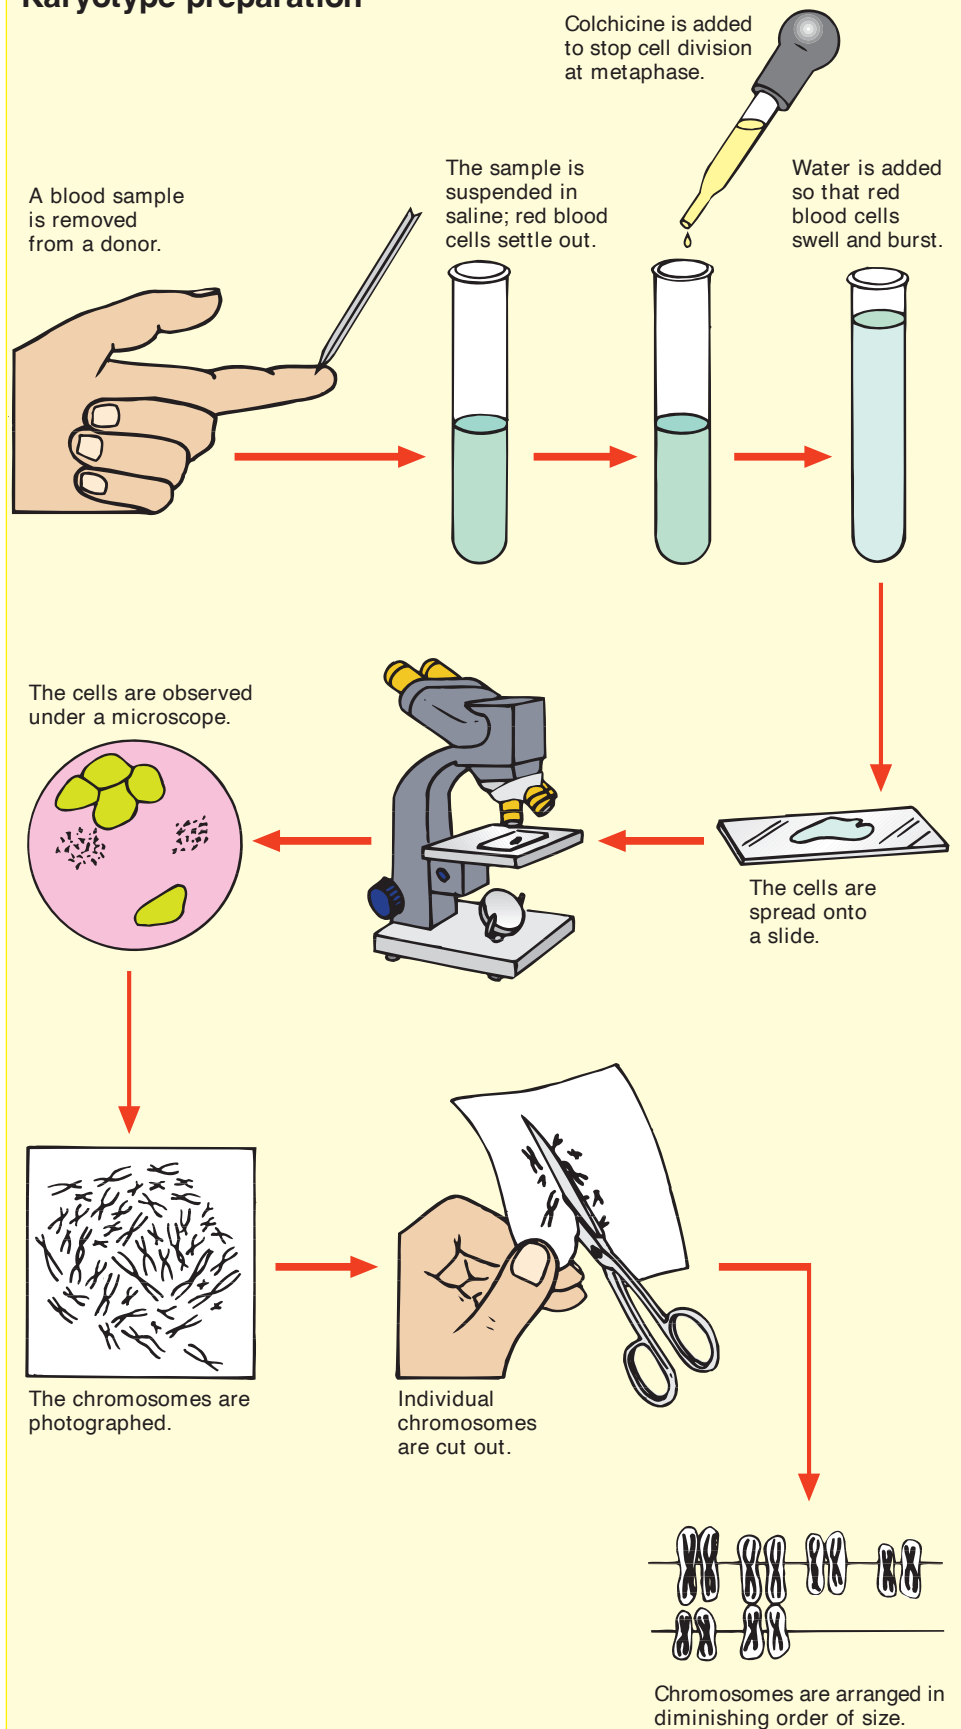 Karyotype preparation
Colchicine is added
to stop cell division
at metaphase.
A blood sample
is removed
from a donor.
The sample is
suspended in
saline; red blood
cells settle out.
Water is added
so that red
blood cells
swell and burst.
The cells are observed
under a microscope.
The cells are
spread onto
a slide.
The chromosomes are
photographed.
Individual
chromosomes
are cut out.
Chromosomes are arranged in
diminishing order of size.